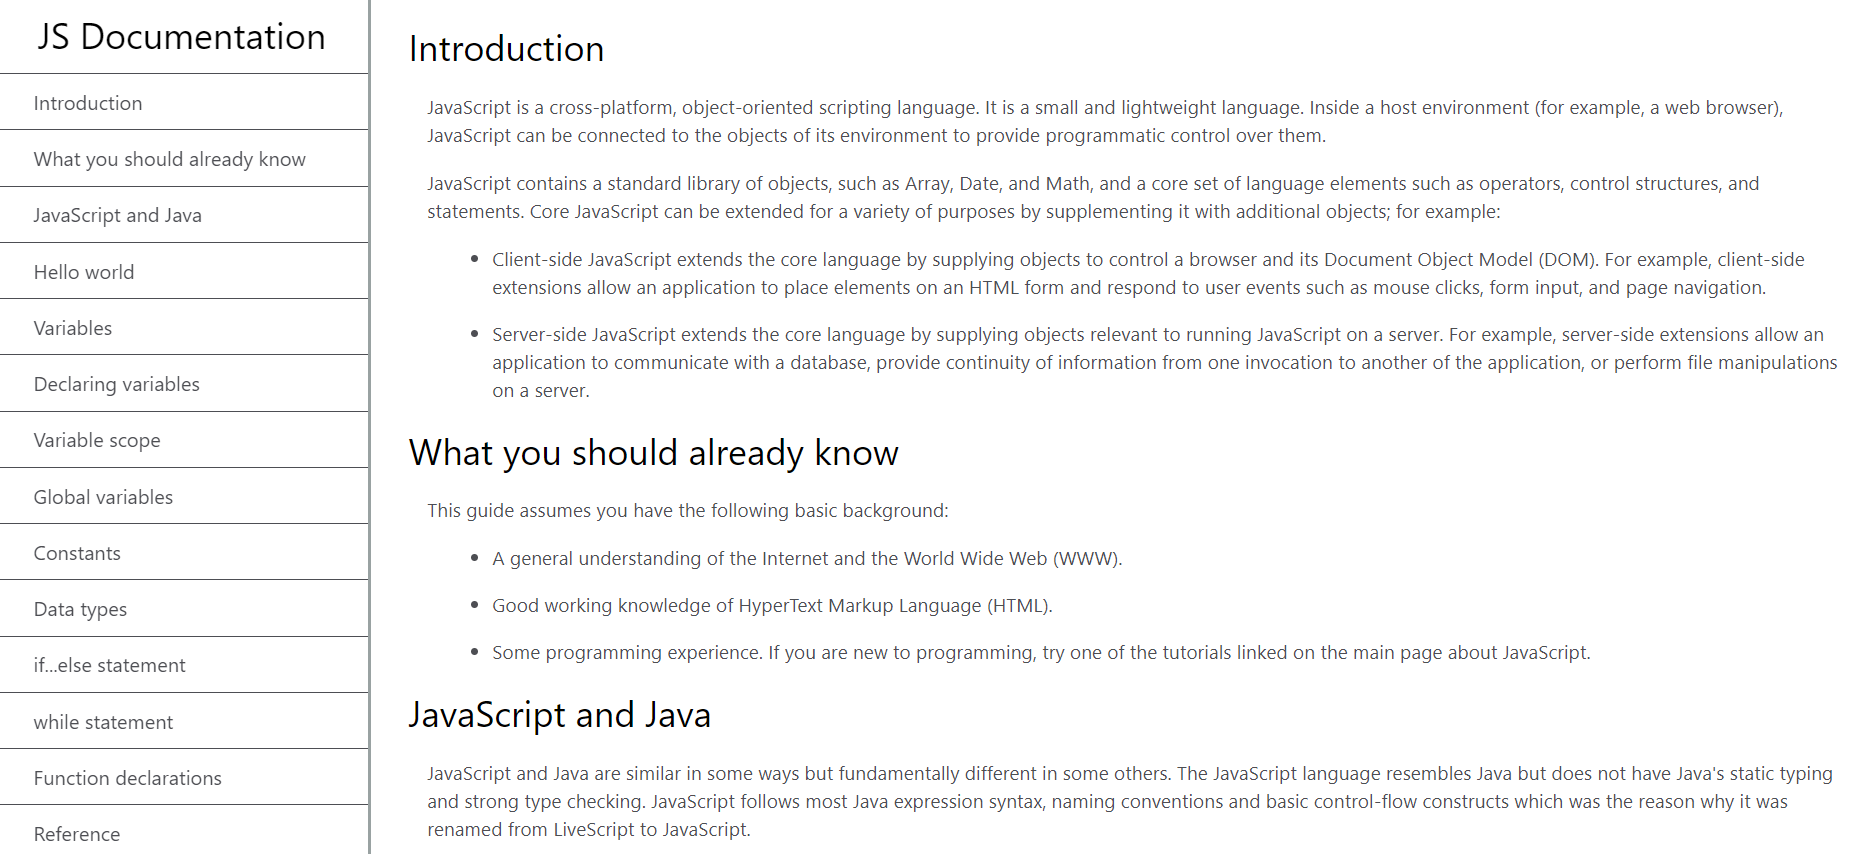 JS Documentation
Introduction
What you should already know
JavaScript and Java
Hello world
Variables
Declaring variables
Variable scope
Global variables
Constants
Data types
if...else statement
while statement
Function declarations
Reference
Introduction
JavaScript is a cross-platform, object-oriented scripting language. It is a small and lightweight language. Inside a host environment (for example, a web browser),
JavaScript can be connected to the objects of its environment to provide programmatic control over them.
JavaScript contains a standard library of objects, such as Array, Date, and Math, and a core set of language elements such as operators, control structures, and
statements. Core JavaScript can be extended for a variety of purposes by supplementing it with additional objects; for example:
• Client-side JavaScript extends the core language by supplying objects to control a browser and its Document Object Model (DOM). For example, client-side
extensions allow an application to place elements on an HTML form and respond to user events such as mouse clicks, form input, and page navigation.
• Server-side JavaScript extends the core language by supplying objects relevant to running JavaScript on a server. For example, server-side extensions allow an
application to communicate with a database, provide continuity of information from one invocation to another of the application, or perform file manipulations
on a server.
What you should already know
This guide assumes you have the following basic background:
• A general understanding of the Internet and the World Wide Web (WWW).
• Good working knowledge of HyperText Markup Language (HTML).
• Some programming experience. If you are new to programming, try one of the tutorials linked on the main page about JavaScript.
JavaScript and Java
JavaScript and Java are similar in some ways but fundamentally different in some others. The JavaScript language resembles Java but does not have Java's static typing
and strong type checking. JavaScript follows most Java expression syntax, naming conventions and basic control-flow constructs which was the reason why it was
renamed from LiveScript to JavaScript.